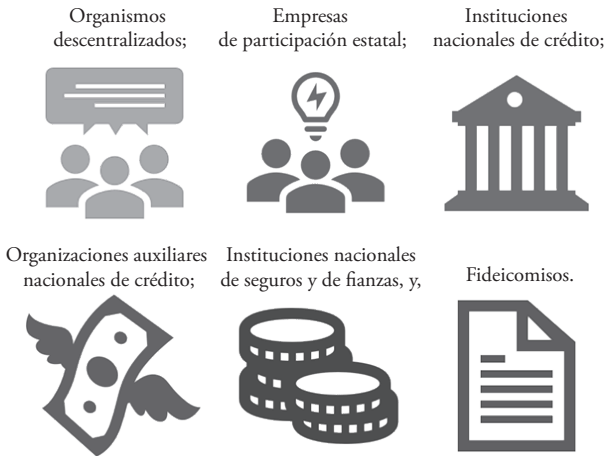 Organismos
descentralizados;
Empresas
de participación estatal;
Instituciones
nacionales de crédito;
Organizaciones auxiliares
nacionales de crédito;
Instituciones nacionales
de seguros y de fianzas, y,
Fideicomisos.